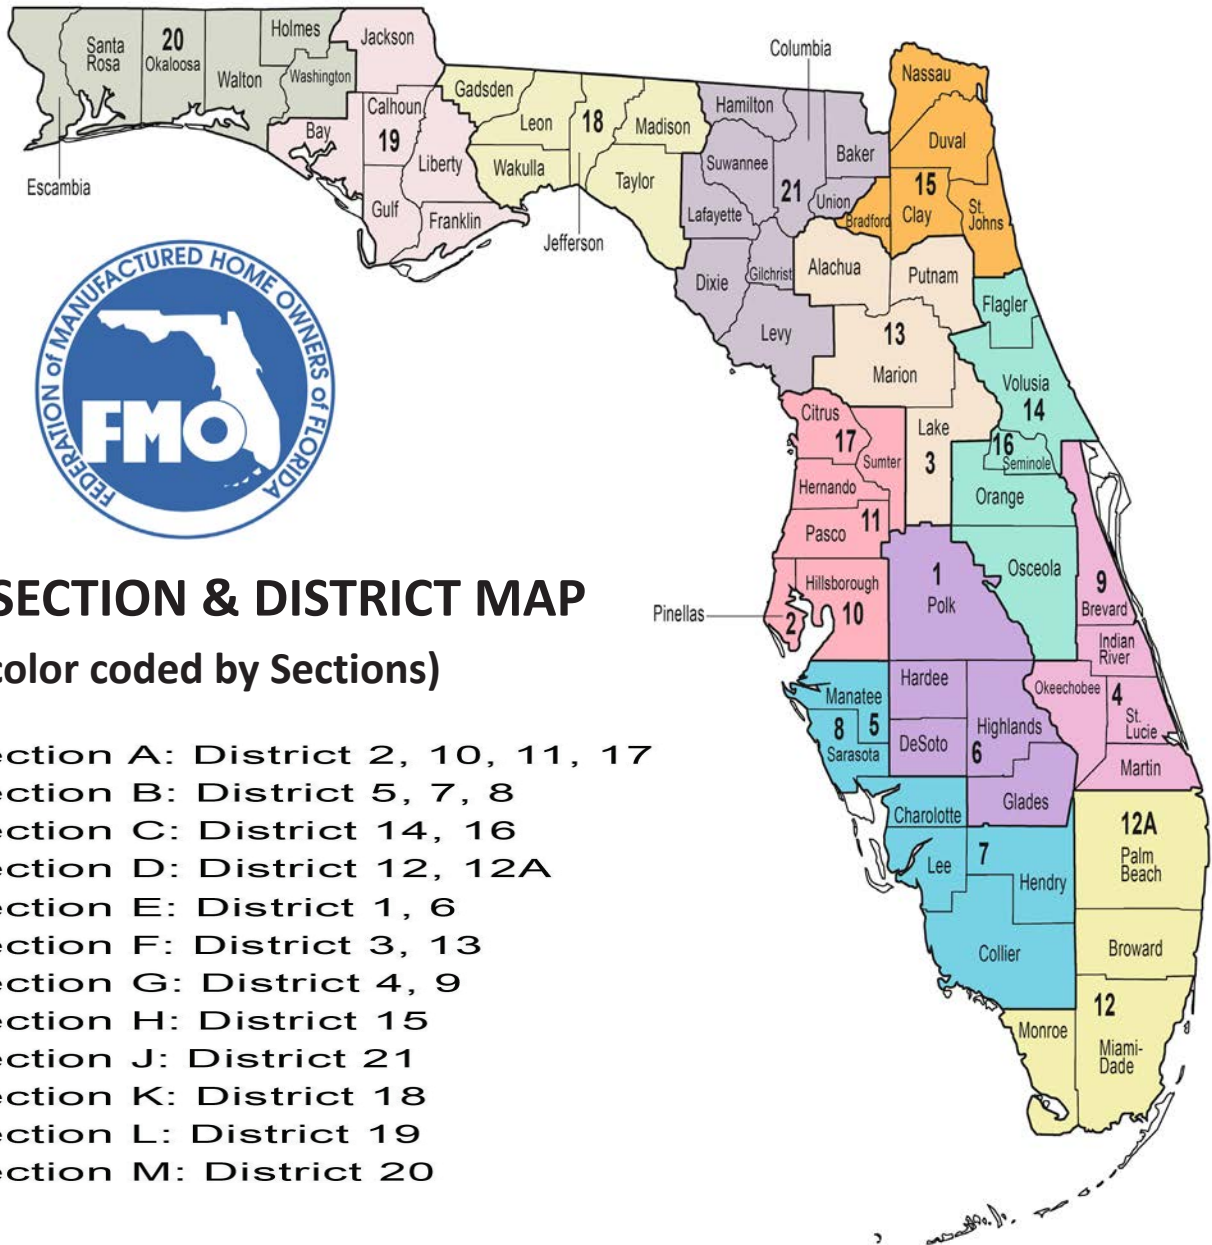 Holmes
Jackson
Santa
Rosa
20
Okaloosa
Walton
Washington
Escambia
Calhoun
Bay
19
Liberty
Gulf
Franklin
Gadsden
Leon
18
Madison
Wakulla
Taylor
Jefferson
Columbia
Hamilton
Baker
Suwannee
21
Union
Lafayette
Dixie
Gilchrist
Levy
Nassau
Duval
15
Clay
Bradford
St.
Johns
Alachua
Putnam
13
Marion
Lake
3
Flagler
Volusia
14
16
Seminole
Orange
Osceola
Citrus
17
Sumter
Hernando
11
Pasco
Hillsborough
10
Pinellas
2
1
Polk
9
Brevard
Indian
River
Okeechobee
4
St.
Lucie
Martin
Manatee
8
5
Sarasota
Hardee
DeSoto
Highlands
6
Glades
Charolotte
Lee
7
Hendry
Collier
12A
Palm
Beach
Broward
12
Monroe
Miami-
Dade
FEDERATION of MANUFACTURED HOME OWNERS of FLORIDA
FMO
SECTION & DISTRICT MAP
color coded by Sections)
ection A: District 2, 10, 11, 17
ection B: District 5, 7, 8
ection C: District 14, 16
ection D: District 12, 12A
ection E: District 1, 6
ection F: District 3, 13
ection G: District 4, 9
ection H: District 15
ection J: District 21
ection K: District 18
ection L: District 19
ection M: District 20